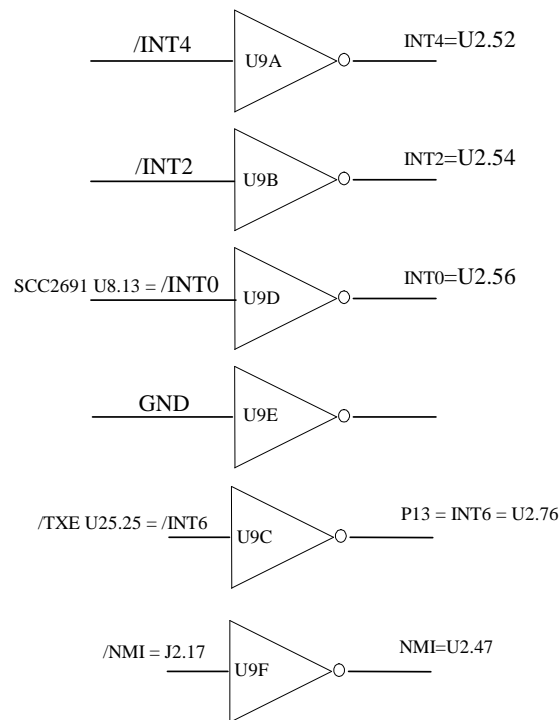 /INT4 U9A INT4=U2.52
/INT2 U9B INT2=U2.54
SCC2691 U8.13 = /INT0 U9D INT0=U2.56
GND U9E
/TXE U25.25 = /INT6 U9C P13 = INT6 = U2.76
/NMI = J2.17 U9F NMI=U2.47